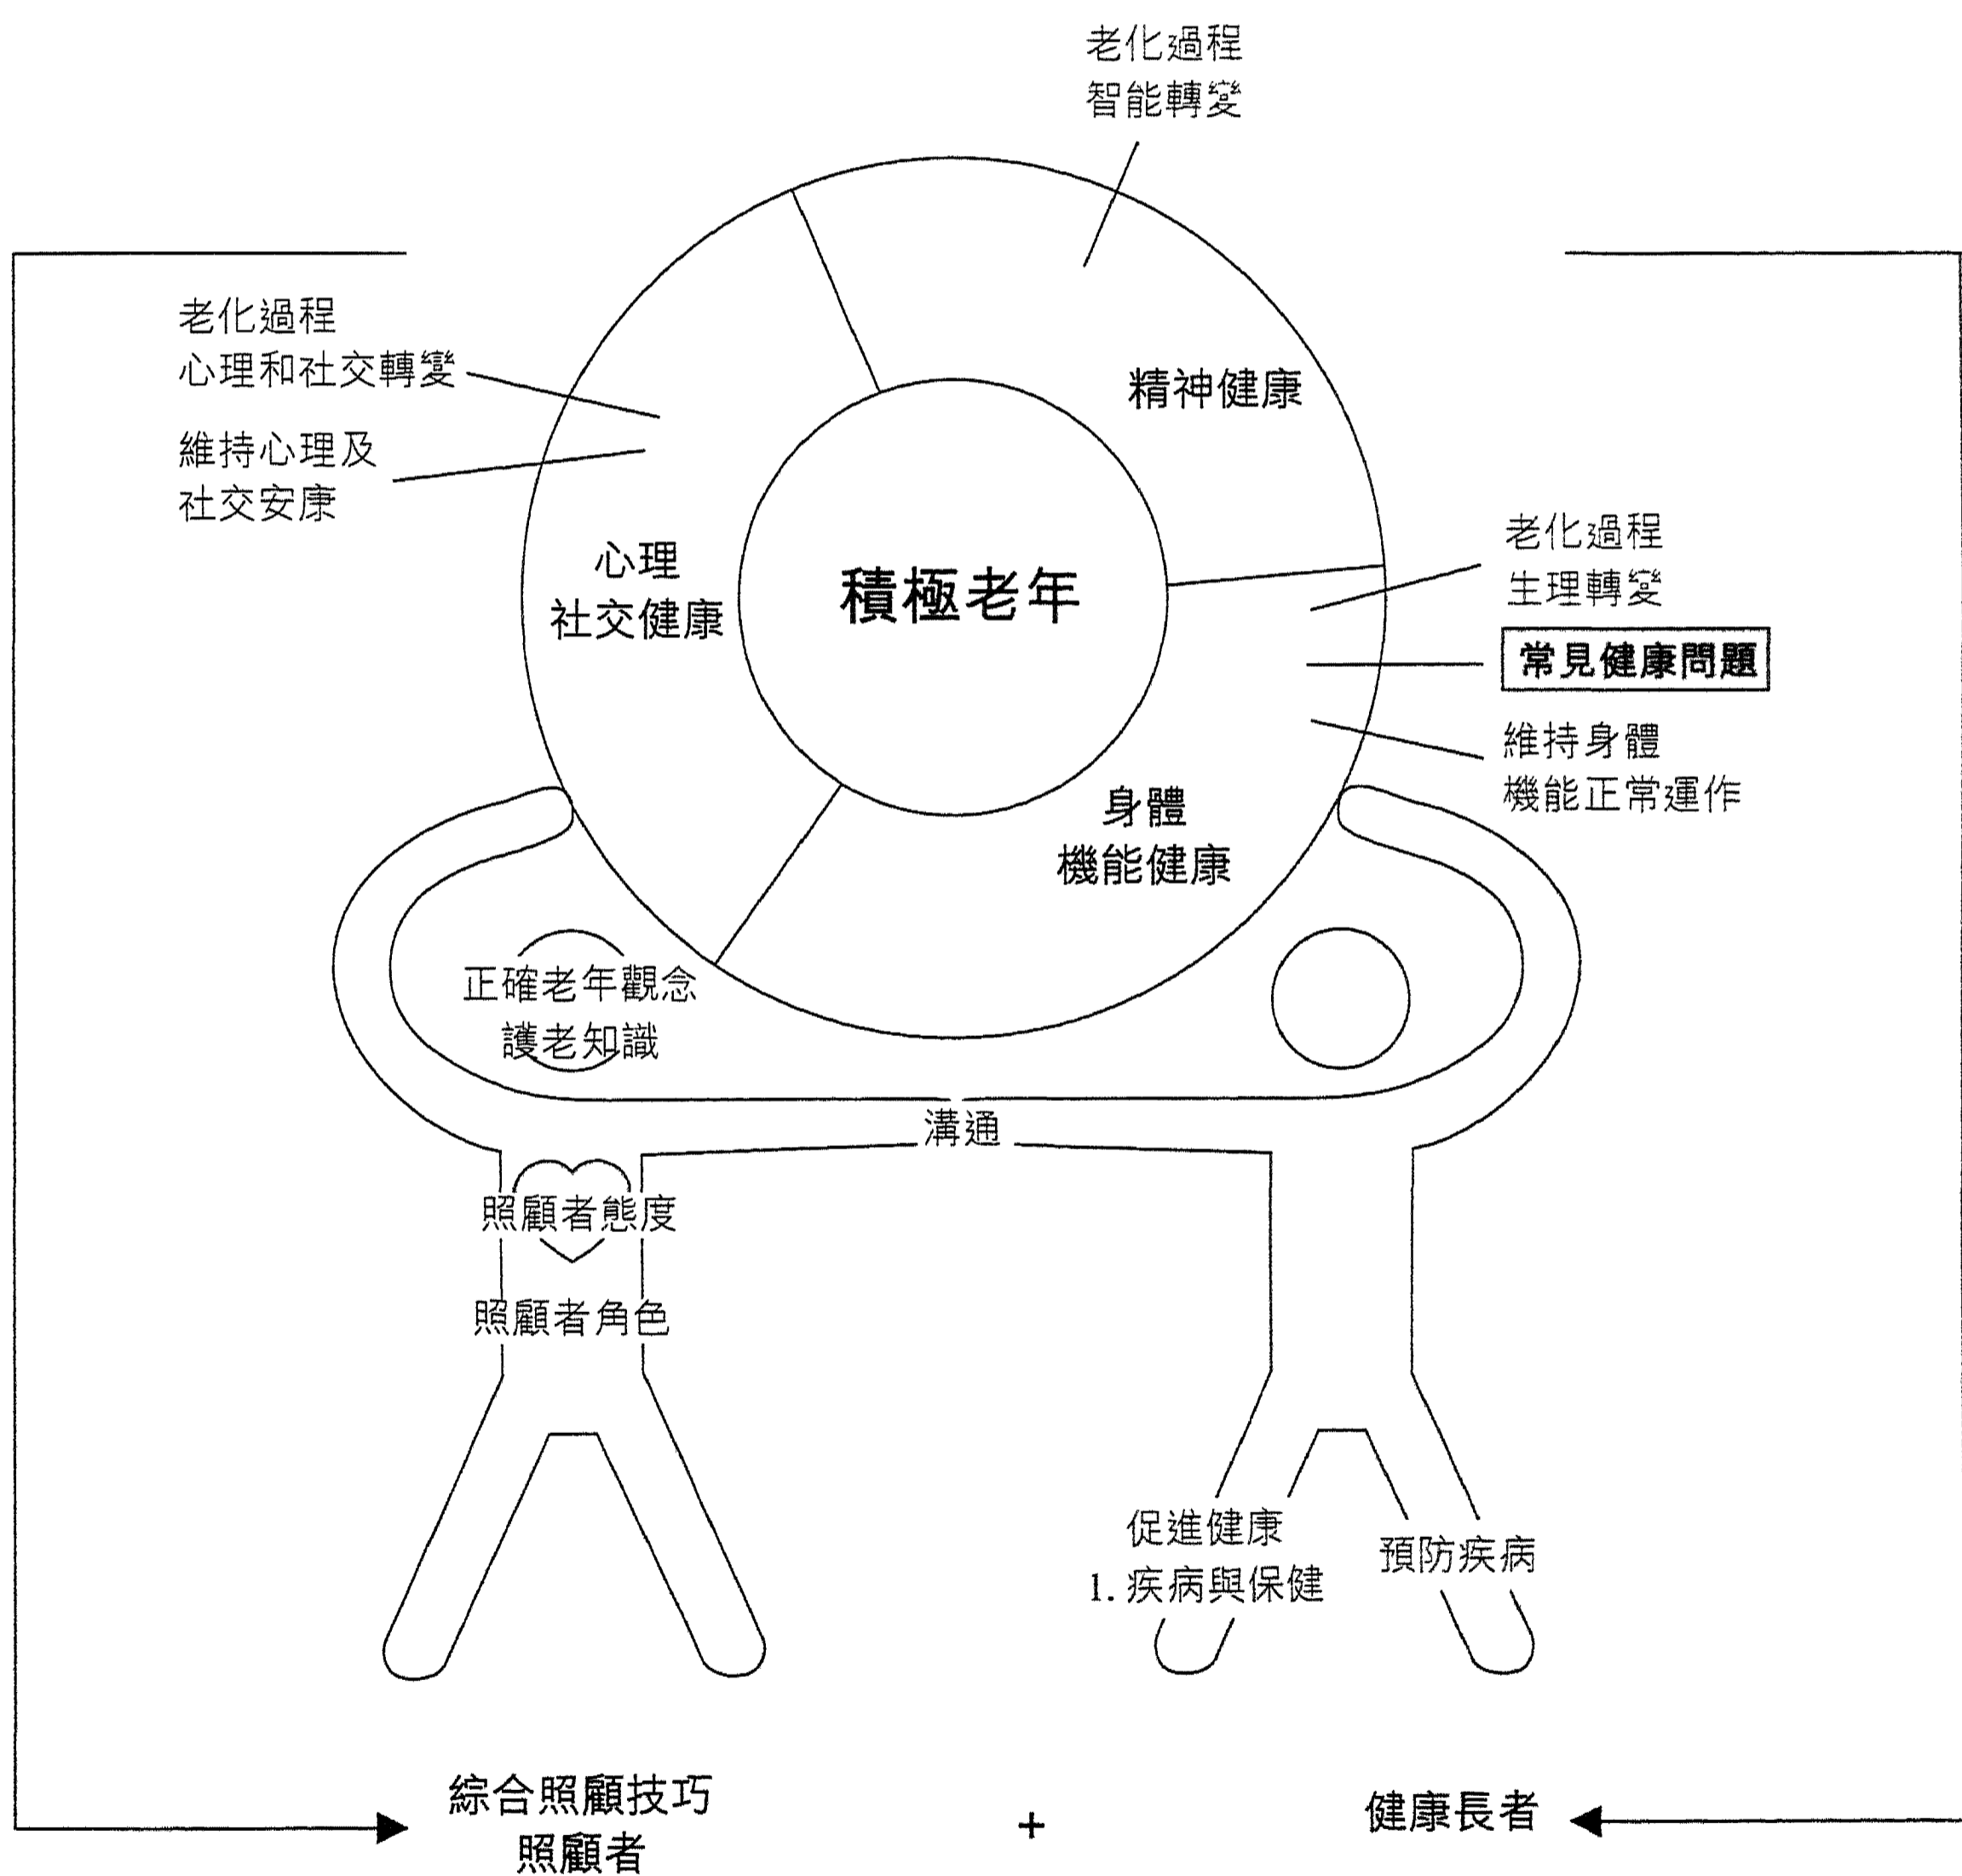 老化過程
智能轉變
老化過程
心理和社交轉變
維持心理及
社交安康
精神健康
心理
社交健康
積極老年
老化過程
生理轉變
常見健康問題
維持身體
機能正常運作
身體
機能健康
正確老年觀念
護老知識
溝通
照顧者態度
照顧者角色
促進健康
1. 疾病與保健
預防疾病
綜合照顧技巧
照顧者
+
健康長者